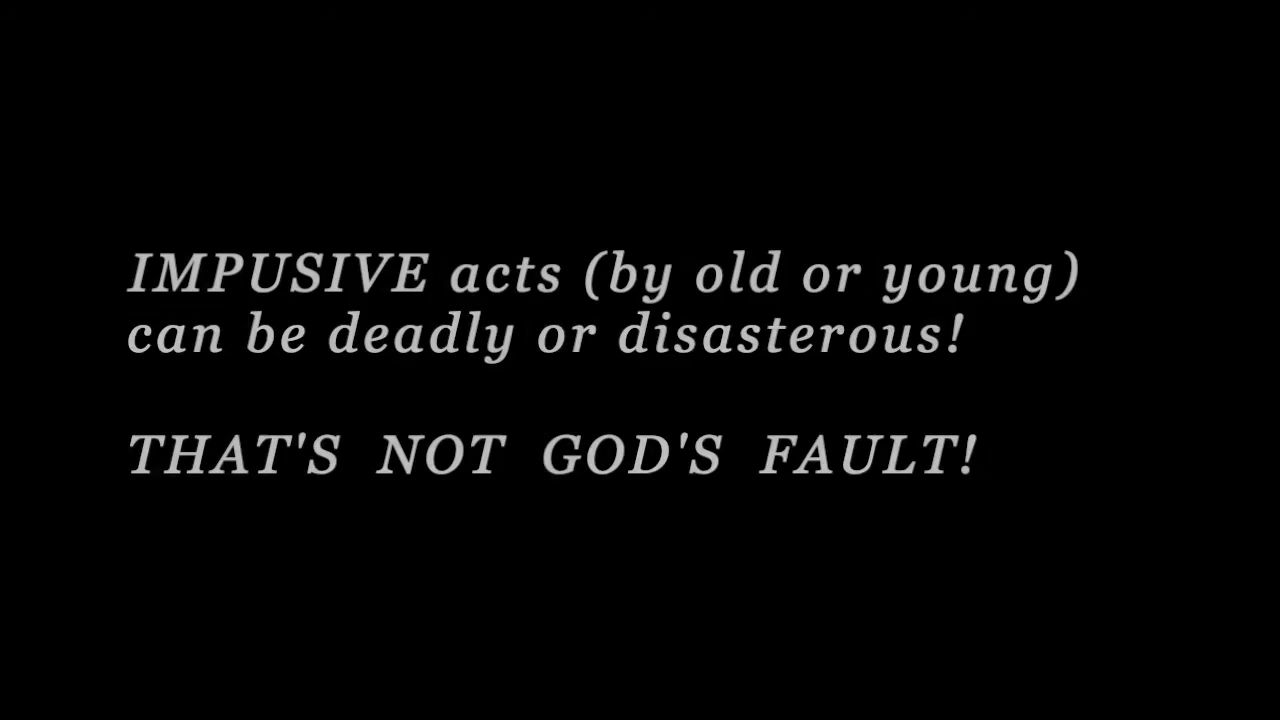 IMPUSIVE acts (by old or young)
can be deadly or disasterous!
THAT'S NOT GOD'S FAULT!